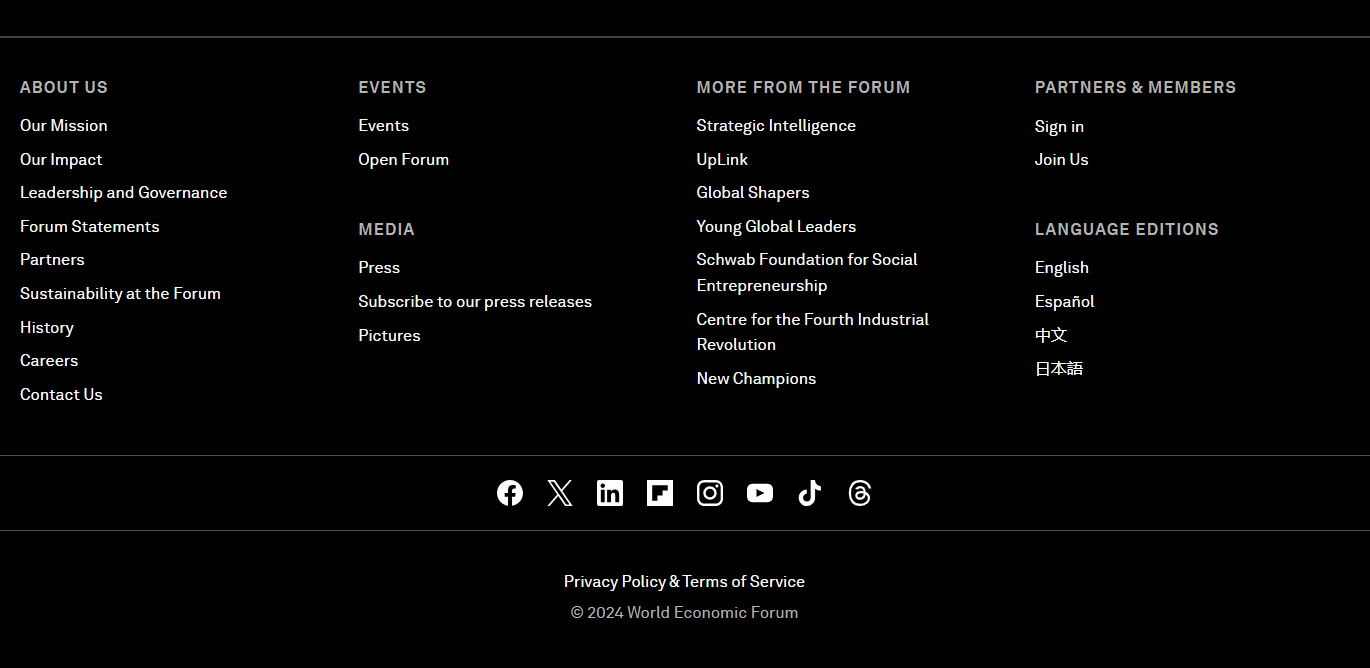 ABOUT US
Our Mission
Our Impact
Leadership and Governance
Forum Statements
Partners
Sustainability at the Forum
History
Careers
Contact Us
EVENTS
Events
Open Forum
MEDIA
Press
Subscribe to our press releases
Pictures
MORE FROM THE FORUM
Strategic Intelligence
UpLink
Global Shapers
Young Global Leaders
Schwab Foundation for Social
Entrepreneurship
Centre for the Fourth Industrial
Revolution
New Champions
PARTNERS & MEMBERS
Sign in
Join Us
LANGUAGE EDITIONS
English
Español
中文
日本語
Privacy Policy & Terms of Service
© 2024 World Economic Forum